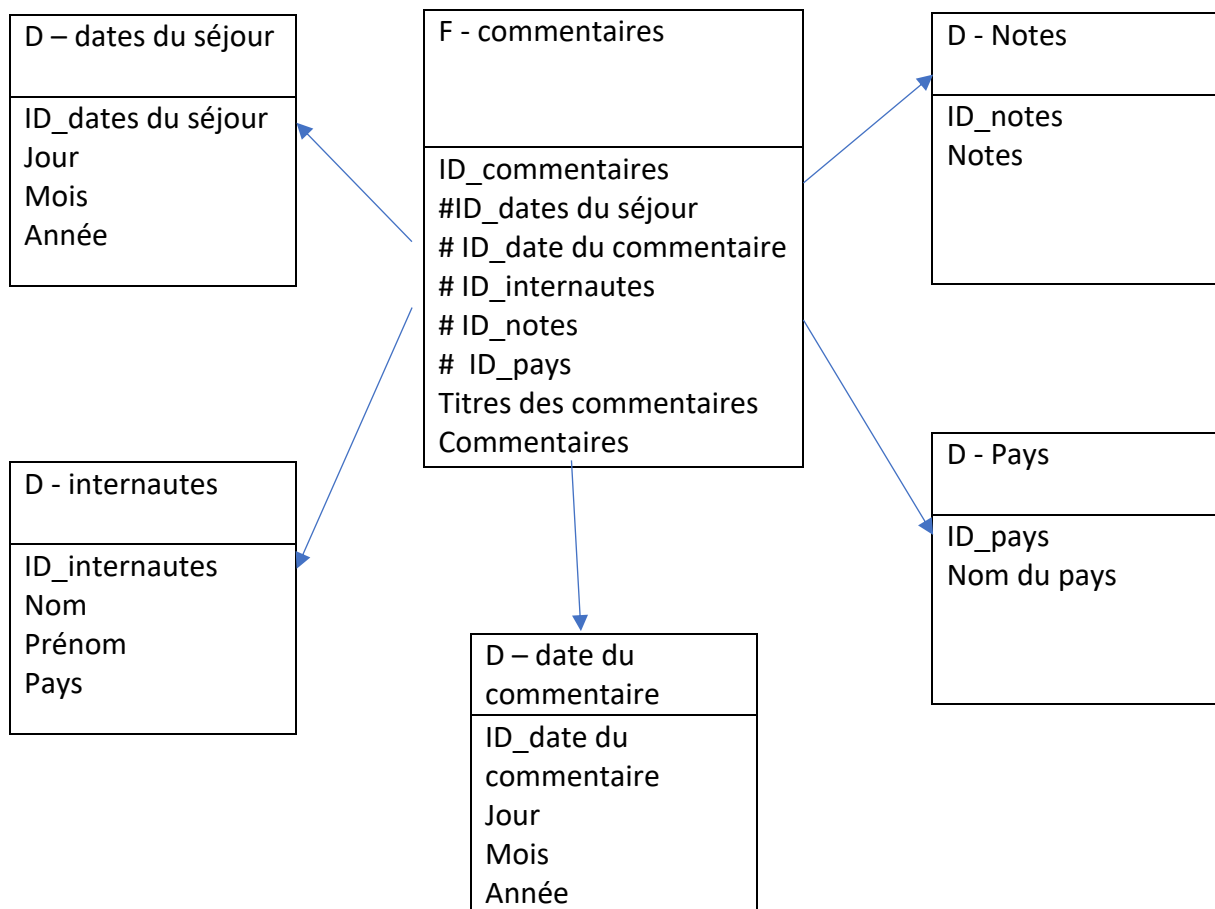 D – dates du séjour
ID_dates du séjour
Jour
Mois
Année
F - commentaires
ID_commentaires
#ID_dates du séjour
# ID_date du commentaire
# ID_internautes
# ID_notes
#  ID_pays
Titres des commentaires
Commentaires
D - Notes
ID_notes
Notes
D - internautes
ID_internautes
Nom
Prénom
Pays
D – date du
commentaire
ID_date du
commentaire
Jour
Mois
Année
D - Pays
ID_pays
Nom du pays